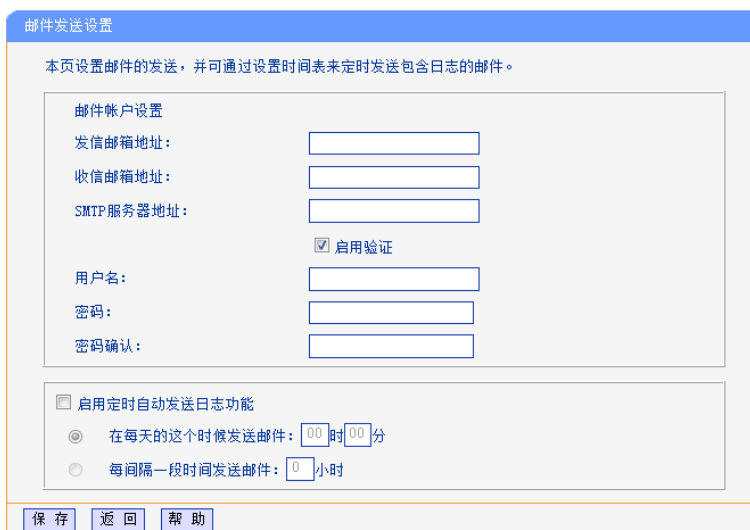 邮件发送设置
本页设置邮件的发送，并可通过设置时间表来定时发送包含日志的邮件。
邮件帐户设置
发信邮箱地址：
收信邮箱地址：
SMTP服务器地址：
启用验证
用户名：
密码：
密码确认：
启用定时自动发送日志功能
在每天的这个时候发送邮件： 00 时 00 分
每间隔一段时间发送邮件： 0 小时
保 存 返 回 帮 助